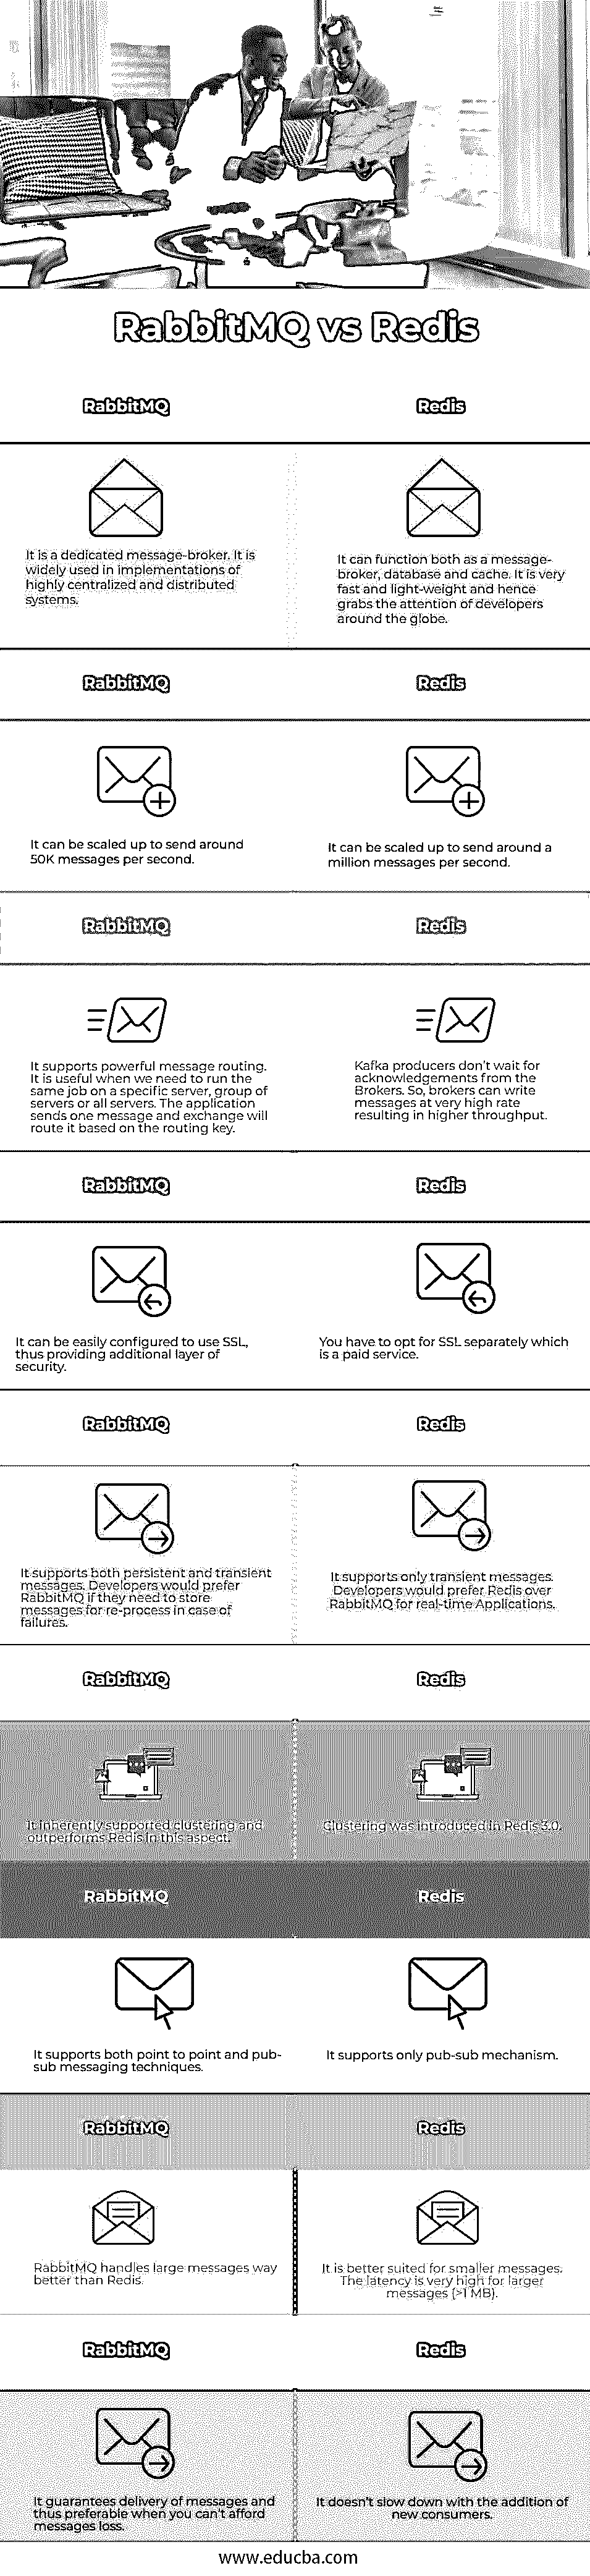 RabbitMQ vs Redis
RabbitMQ
Redis
It is a dedicated message-broker. It is
widely used in implementations of
highly centralized and distributed
systems.
It can function both as a message-
broker, database and cache. It is very
fast and light-weight and hence
grabs the attention of developers
around the globe.
RabbitMQ
Redis
It can be scaled up to send around
50K messages per second.
It can be scaled up to send around a
million messages per second.
RabbitMQ
Redis
It supports powerful message routing.
It is useful when we need to run the
same job on a specific server, group of
servers or all servers. The application
sends one message and exchange will
route it based on the routing key.
Kafka producers don't wait for
acknowledgements from the
Brokers. So, brokers can write
messages at very high rate
resulting in higher throughput.
RabbitMQ
Redis
It can be easily configured to use SSL,
thus providing additional layer of
security.
You have to opt for SSL separately which
is a paid service.
RabbitMQ
Redis
It supports both persistent and transient
messages. Developers would prefer
RabbitMQ if they need to store
messages for re-process in case of
failures.
It supports only transient messages.
Developers would prefer Redis over
RabbitMQ for real-time Applications.
RabbitMQ
Redis
It inherently supported clustering and
outperforms Redis in this aspect.
Clustering was introduced in Redis 3.0.
RabbitMQ
Redis
It supports both point to point and pub-
sub messaging techniques.
It supports only pub-sub mechanism.
RabbitMQ
Redis
RabbitMQ handles large messages way
better than Redis.
It is better suited for smaller messages.
The latency is very high for larger
messages (>1 MB).
RabbitMQ
Redis
It guarantees delivery of messages and
thus preferable when you can't afford
messages loss.
It doesn't slow down with the addition of
new consumers.
www.educba.com